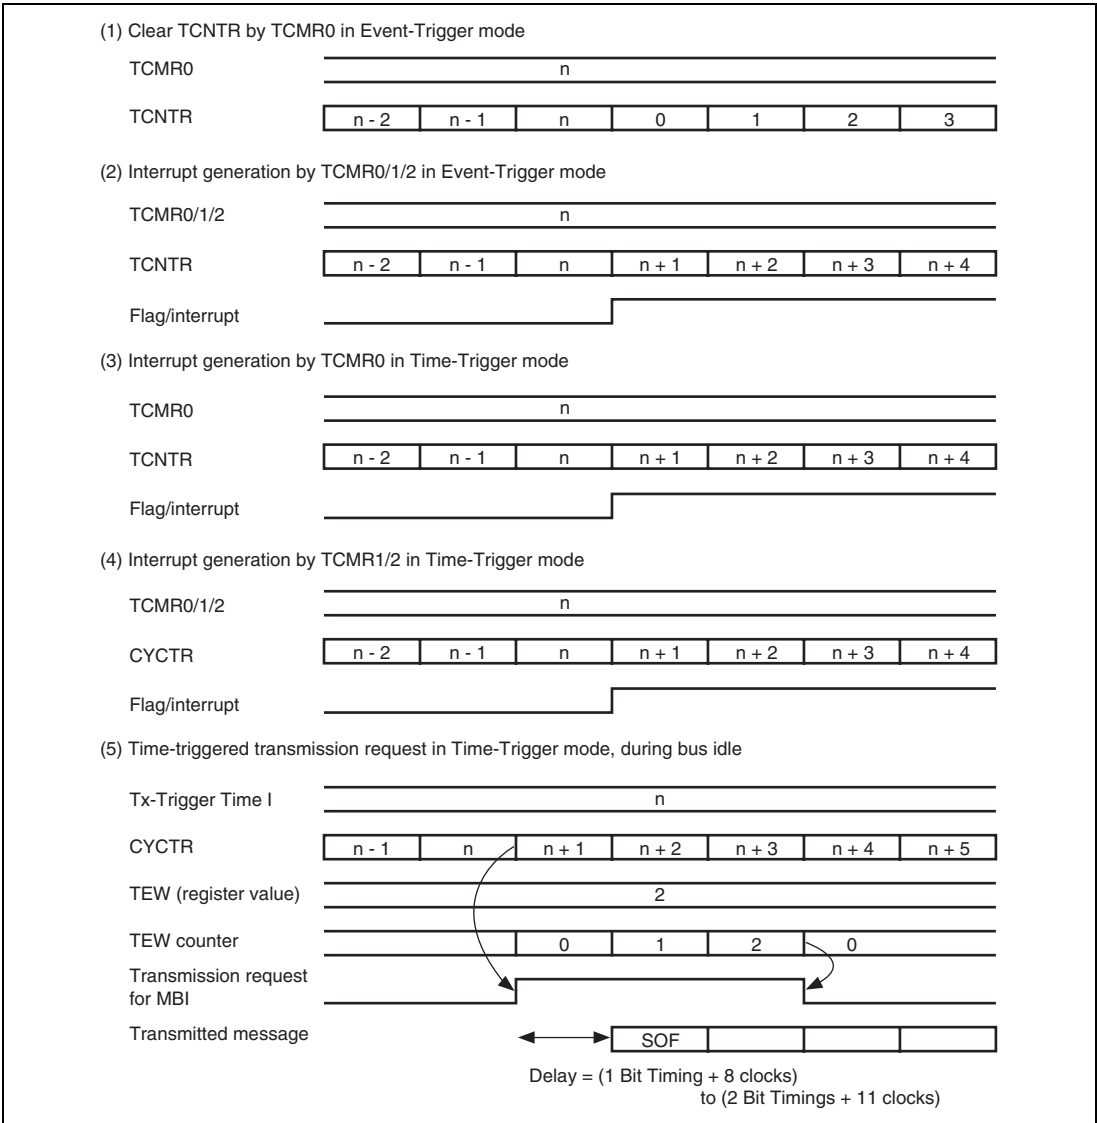 (1) Clear TCNTR by TCMR0 in Event-Trigger mode
TCMR0 n
TCNTR n - 2 n - 1 n 0 1 2 3
(2) Interrupt generation by TCMR0/1/2 in Event-Trigger mode
TCMR0/1/2 n
TCNTR n - 2 n - 1 n n + 1 n + 2 n + 3 n + 4
Flag/interrupt
(3) Interrupt generation by TCMR0 in Time-Trigger mode
TCMR0 n
TCNTR n - 2 n - 1 n n + 1 n + 2 n + 3 n + 4
Flag/interrupt
(4) Interrupt generation by TCMR1/2 in Time-Trigger mode
TCMR0/1/2 n
CYCTR n - 2 n - 1 n n + 1 n + 2 n + 3 n + 4
Flag/interrupt
(5) Time-triggered transmission request in Time-Trigger mode, during bus idle
Tx-Trigger Time I n
CYCTR n - 1 n n + 1 n + 2 n + 3 n + 4 n + 5
TEW (register value) 2
TEW counter 0 1 2 0
Transmission request
for MBI
Transmitted message SOF
Delay = (1 Bit Timing + 8 clocks)
to (2 Bit Timings + 11 clocks)